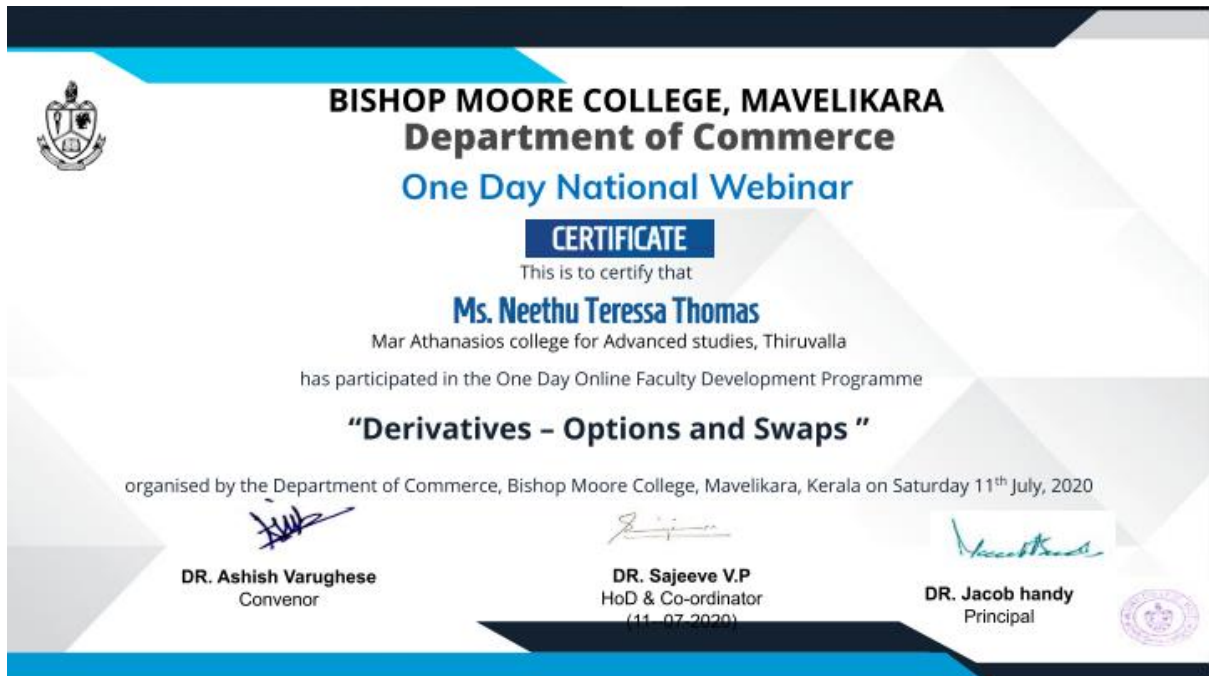 BISHOP MOORE COLLEGE, MAVELIKARA
Department of Commerce
One Day National Webinar
CERTIFICATE
This is to certify that
Ms. Neethu Teressa Thomas
Mar Athanasios college for Advanced studies, Thiruvalla
has participated in the One Day Online Faculty Development Programme
“Derivatives – Options and Swaps ”
organised by the Department of Commerce, Bishop Moore College, Mavelikara, Kerala on Saturday 11th July, 2020
DR. Ashish Varughese
Convenor
DR. Sajeeve V.P
HoD & Co-ordinator
(11- 07-2020)
DR. Jacob handy
Principal